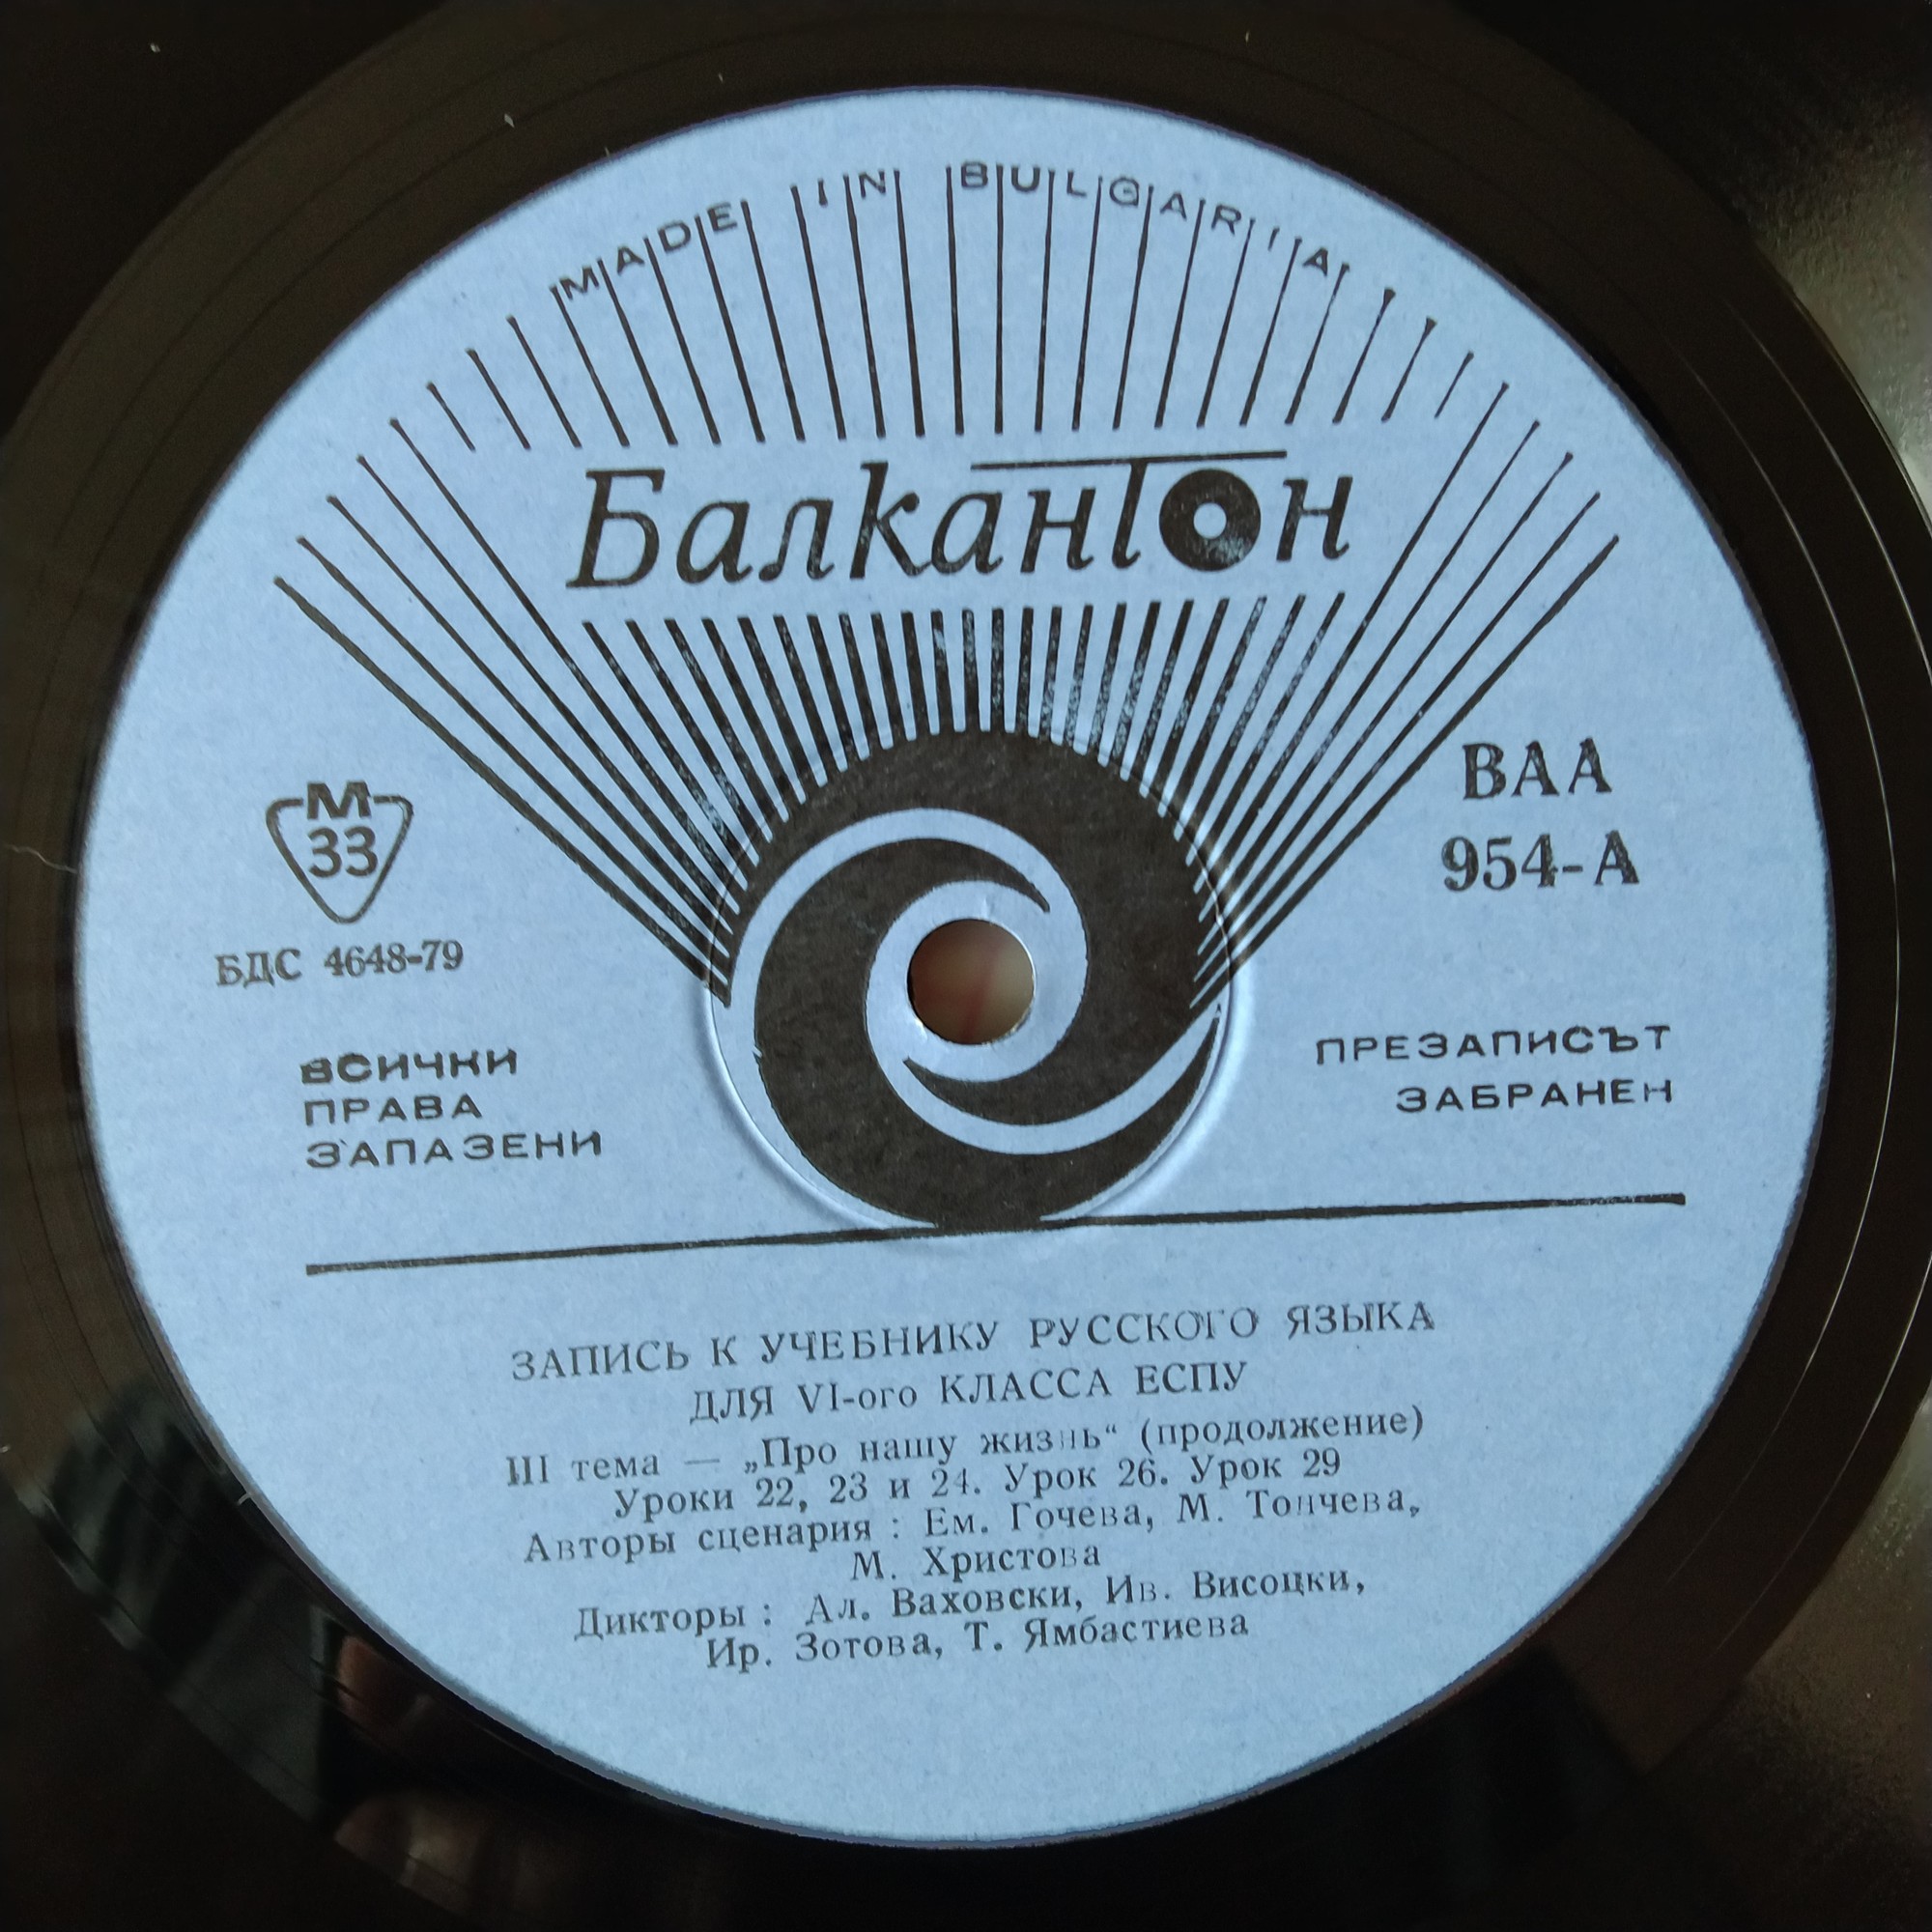 MADE IN BULGARIA
Балкантон
М
33
БДС 4648-79
ВАА
954-А
ВСИЧКИ
ПРАВА
ЗАПАЗЕНИ
ПРЕЗАПИСЪТ
ЗАБРАНЕН
ЗАПИСЬ К УЧЕБНИКУ РУССКОГО ЯЗЫКА
ДЛЯ VI-ого КЛАССА ЕСПУ
III тема — „Про нашу жизнь“ (продолжение)
Уроки 22, 23 и 24. Урок 26. Урок 29
Авторы сценария : Ем. Гочева, М. Тончева,
М. Христова
Дикторы : Ал. Ваховски, Ив. Височки,
Ир. Зотова, Т. Ямбастиева